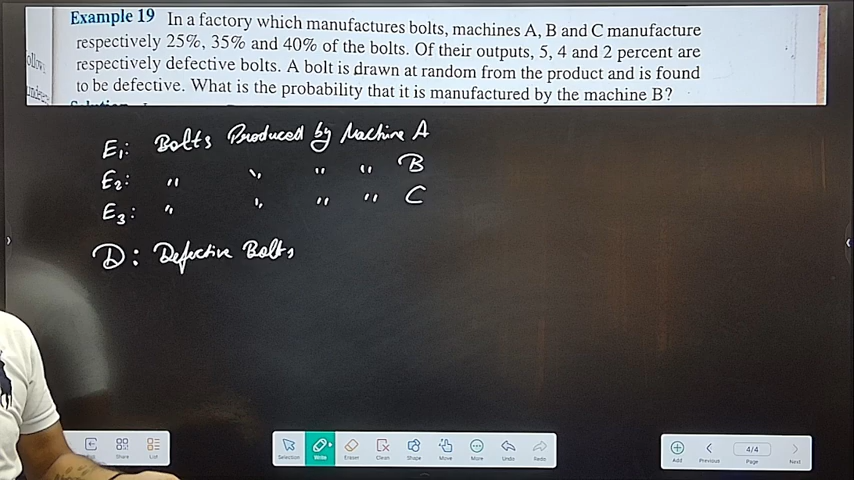 Example 19 In a factory which manufactures bolts, machines A, B and C manufacture
respectively 25%, 35% and 40% of the bolts. Of their outputs, 5, 4 and 2 percent are
respectively defective bolts. A bolt is drawn at random from the product and is found
to be defective. What is the probability that it is manufactured by the machine B?
E₁: Bolts Produced by Machine A
E₂: " " " " B
E₃: " " " " C
D: Defective Bolts
Share List
Selection Write Eraser Clean Shape Move More Undo Redo
Add Previous 4/4 Page Next